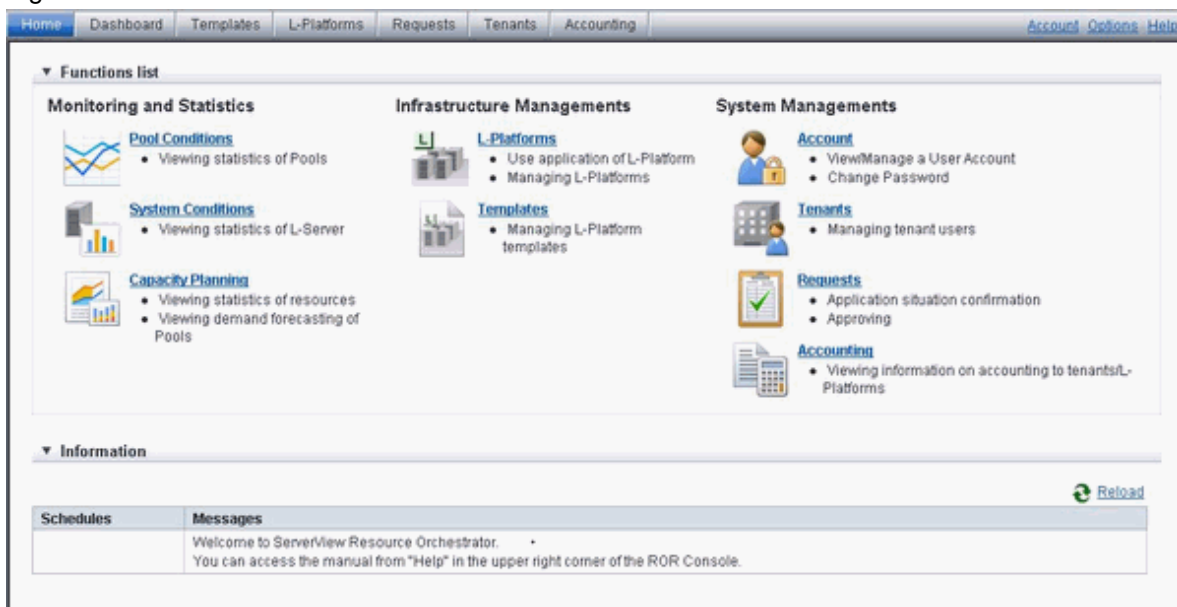 Home Dashboard Templates L-Platforms Requests Tenants Accounting Account Options Help
Functions list
Monitoring and Statistics
Pool Conditions
• Viewing statistics of Pools
System Conditions
• Viewing statistics of L-Server
Capacity Planning
• Viewing statistics of resources
• Viewing demand forecasting of
Pools
Infrastructure Managements
L
L-Platforms
• Use application of L-Platform
• Managing L-Platforms
Templates
• Managing L-Platform
templates
System Managements
Account
• View/Manage a User Account
• Change Password
Tenants
• Managing tenant users
Requests
• Application situation confirmation
• Approving
Accounting
• Viewing information on accounting to tenants/L-
Platforms
Information
Reload
Schedules Messages
Welcome to ServerView Resource Orchestrator.
You can access the manual from "Help" in the upper right corner of the ROR Console.